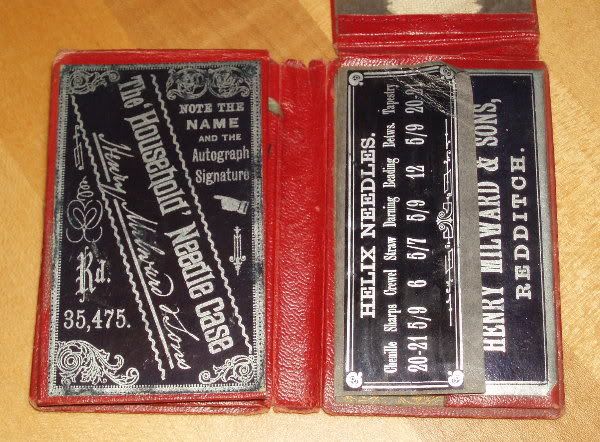 NOTE THE
NAME
AND THE
Autograph
Signature
The 'Household' Needle Case
Henry Milward & Sons
Rd.
35,475.
HELIX NEEDLES.
Chenille Sharps Crewel Straw Darning Beading Betws. Tapestry
20-21 5/9 6 5/7 5/9 12 5/9 20-21
HENRY MILWARD & SONS,
REDDITCH.